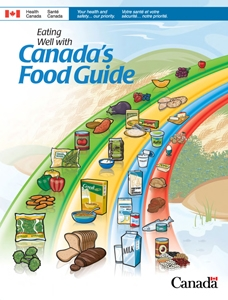 Health Canada
Santé Canada
Your health and safety... our priority.
Votre santé et votre sécurité... notre priorité.
Eating
Well with
Canada's
Food Guide
MILK
Canada